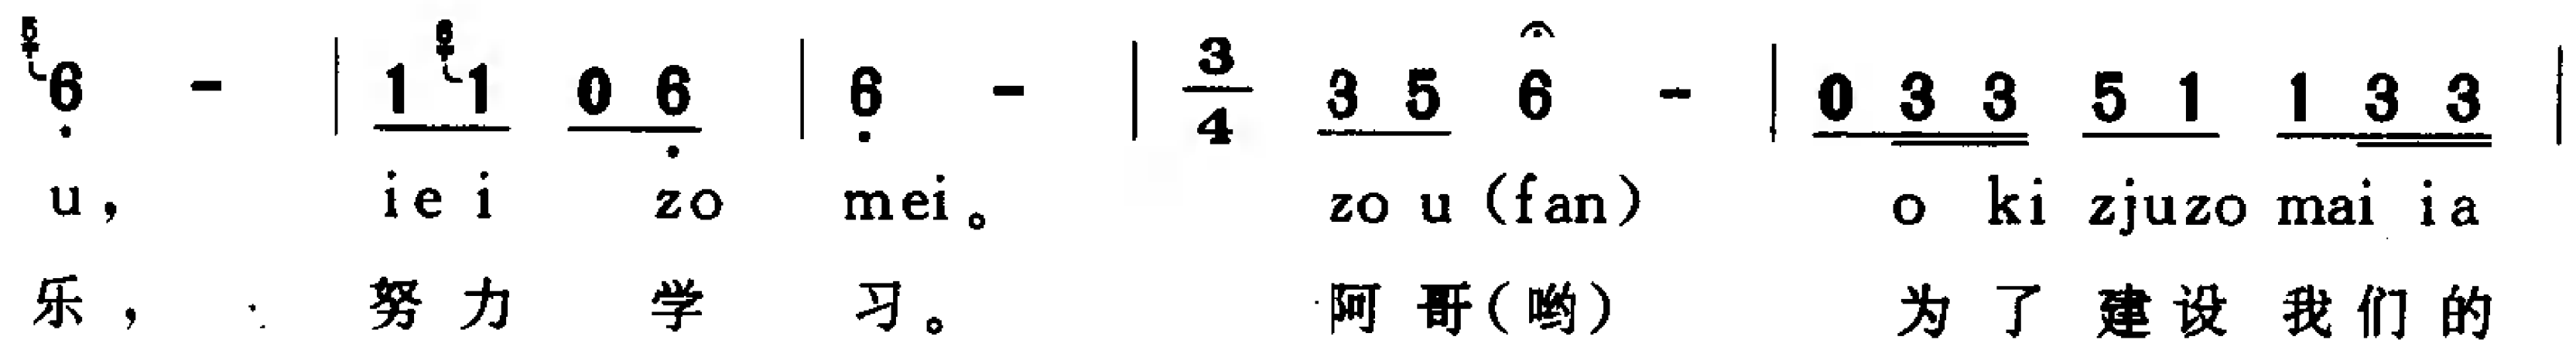 5 6 - | 1 6 1 0 6 | 6 - | 3/4 3 5 6 - | 0 3 3 5 1 1 3 3 |
u, ie i zo mei。 zo u (fan) o ki zjuzo mai ia
乐, 努力 学 习。 阿哥(哟) 为了建设我们的